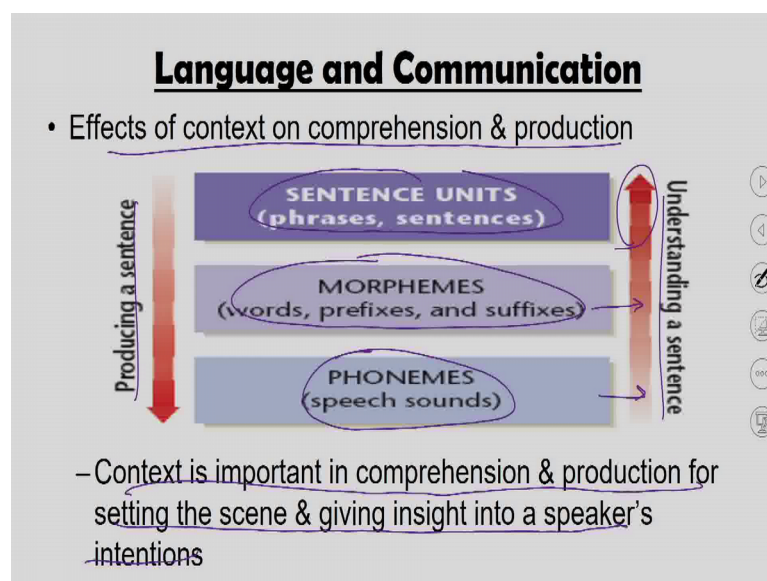 Language and Communication
• Effects of context on comprehension & production
Producing a sentence
SENTENCE UNITS
(phrases, sentences)
MORPHEMES
(words, prefixes, and suffixes)
PHONEMES
(speech sounds)
Understanding a sentence
– Context is important in comprehension & production for
setting the scene & giving insight into a speaker's
intentions